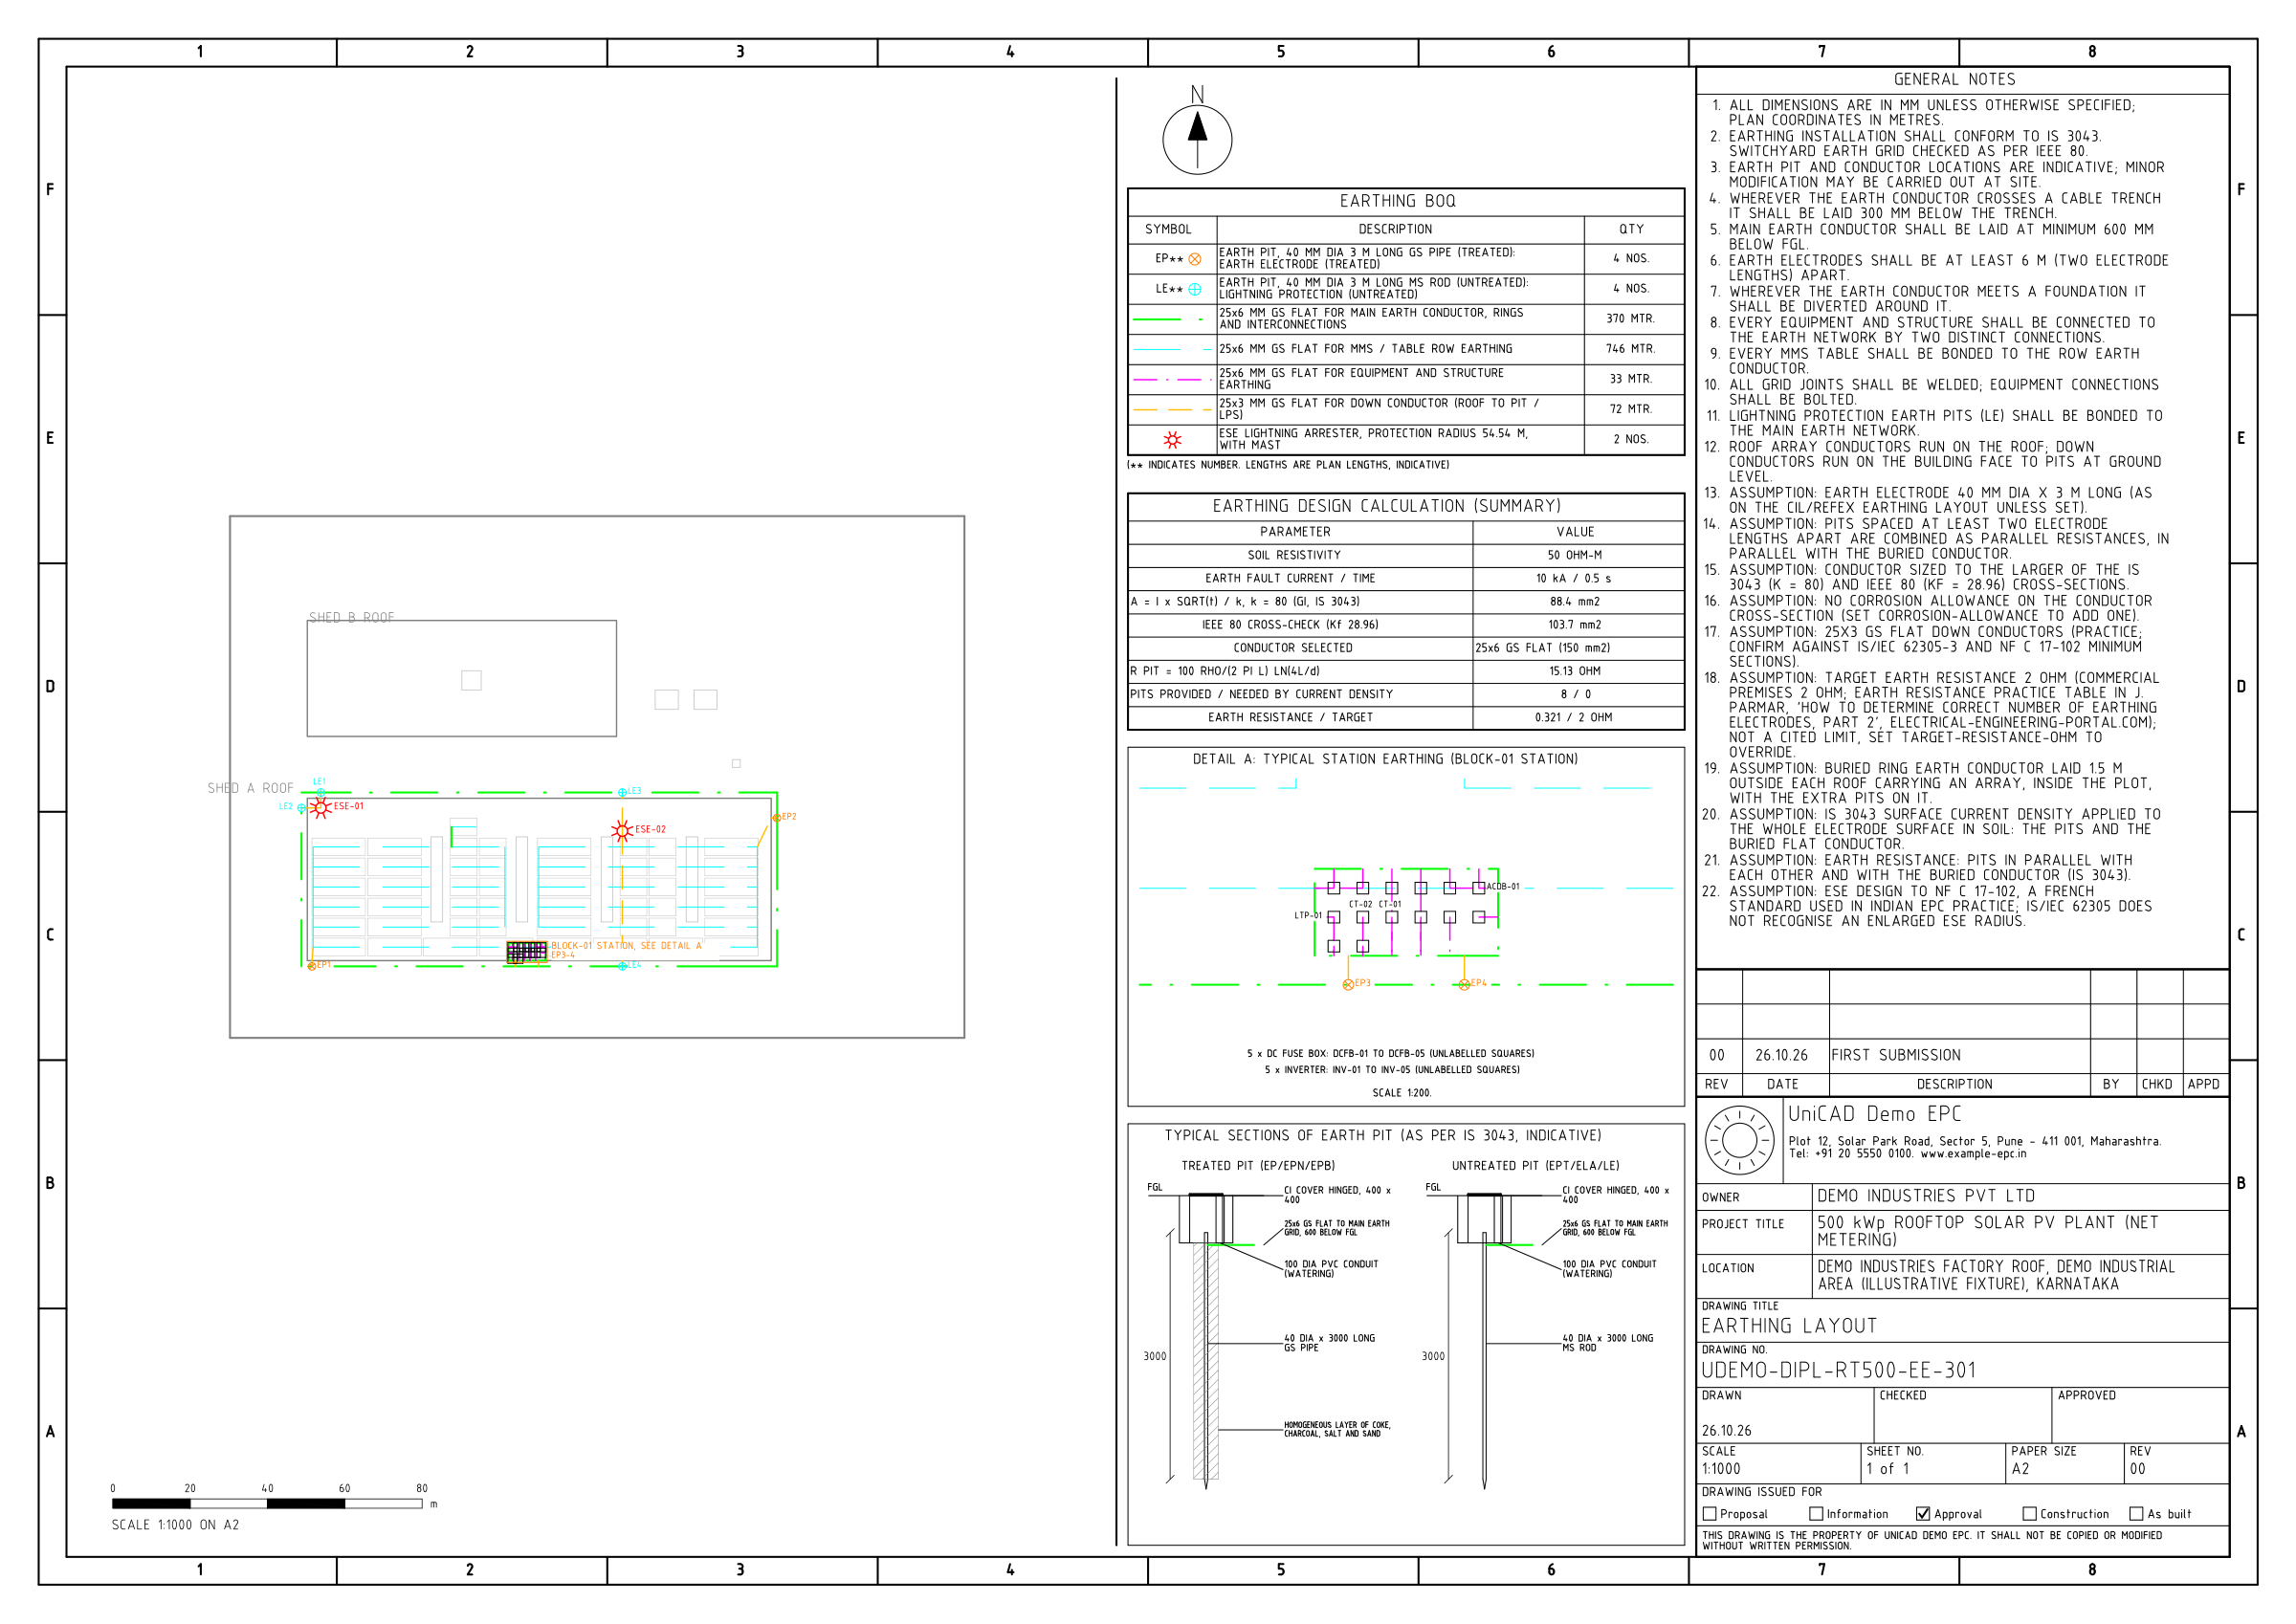 1 2 3 4 5 6 7 8
F
E
D
C
B
A
F
E
D
C
B
A
SHED B ROOF
SHED A ROOF
LE1
LE2
ESE-01
LE3
ESE-02
EP2
BLOCK-01 STATION, SEE DETAIL A
EP3-4
EP1
LE4
0 20 40 60 80 m
SCALE 1:1000 ON A2
N
EARTHING BOQ
SYMBOL DESCRIPTION QTY
EP** EARTH PIT, 40 MM DIA 3 M LONG GS PIPE (TREATED): 4 NOS.
EARTH ELECTRODE (TREATED)
LE** EARTH PIT, 40 MM DIA 3 M LONG MS ROD (UNTREATED): 4 NOS.
LIGHTNING PROTECTION (UNTREATED)
25x6 MM GS FLAT FOR MAIN EARTH CONDUCTOR, RINGS 370 MTR.
AND INTERCONNECTIONS
25x6 MM GS FLAT FOR MMS / TABLE ROW EARTHING 746 MTR.
25x6 MM GS FLAT FOR EQUIPMENT AND STRUCTURE 33 MTR.
EARTHING
25x3 MM GS FLAT FOR DOWN CONDUCTOR (ROOF TO PIT / 72 MTR.
LPS)
ESE LIGHTNING ARRESTER, PROTECTION RADIUS 54.54 M, 2 NOS.
WITH MAST
(** INDICATES NUMBER. LENGTHS ARE PLAN LENGTHS, INDICATIVE)
EARTHING DESIGN CALCULATION (SUMMARY)
PARAMETER VALUE
SOIL RESISTIVITY 50 OHM-M
EARTH FAULT CURRENT / TIME 10 kA / 0.5 s
A = I x SQRT(t) / k, k = 80 (GI, IS 3043) 88.4 mm2
IEEE 80 CROSS-CHECK (Kf 28.96) 103.7 mm2
CONDUCTOR SELECTED 25x6 GS FLAT (150 mm2)
R PIT = 100 RHO/(2 PI L) LN(4L/d) 15.13 OHM
PITS PROVIDED / NEEDED BY CURRENT DENSITY 8 / 0
EARTH RESISTANCE / TARGET 0.321 / 2 OHM
DETAIL A: TYPICAL STATION EARTHING (BLOCK-01 STATION)
ACDB-01
CT-02 CT-01
LTP-01
EP3
EP4
5 x DC FUSE BOX: DCFB-01 TO DCFB-05 (UNLABELLED SQUARES)
5 x INVERTER: INV-01 TO INV-05 (UNLABELLED SQUARES)
SCALE 1:200.
TYPICAL SECTIONS OF EARTH PIT (AS PER IS 3043, INDICATIVE)
TREATED PIT (EP/EPN/EPB)
FGL
CI COVER HINGED, 400 x
400
25x6 GS FLAT TO MAIN EARTH
GRID, 600 BELOW FGL
100 DIA PVC CONDUIT
(WATERING)
40 DIA x 3000 LONG
GS PIPE
3000
HOMOGENEOUS LAYER OF COKE,
CHARCOAL, SALT AND SAND
UNTREATED PIT (EPT/ELA/LE)
FGL
CI COVER HINGED, 400 x
400
25x6 GS FLAT TO MAIN EARTH
GRID, 600 BELOW FGL
100 DIA PVC CONDUIT
(WATERING)
40 DIA x 3000 LONG
MS ROD
3000
GENERAL NOTES
1. ALL DIMENSIONS ARE IN MM UNLESS OTHERWISE SPECIFIED;
PLAN COORDINATES IN METRES.
2. EARTHING INSTALLATION SHALL CONFORM TO IS 3043.
SWITCHYARD EARTH GRID CHECKED AS PER IEEE 80.
3. EARTH PIT AND CONDUCTOR LOCATIONS ARE INDICATIVE; MINOR
MODIFICATION MAY BE CARRIED OUT AT SITE.
4. WHEREVER THE EARTH CONDUCTOR CROSSES A CABLE TRENCH
IT SHALL BE LAID 300 MM BELOW THE TRENCH.
5. MAIN EARTH CONDUCTOR SHALL BE LAID AT MINIMUM 600 MM
BELOW FGL.
6. EARTH ELECTRODES SHALL BE AT LEAST 6 M (TWO ELECTRODE
LENGTHS) APART.
7. WHEREVER THE EARTH CONDUCTOR MEETS A FOUNDATION IT
SHALL BE DIVERTED AROUND IT.
8. EVERY EQUIPMENT AND STRUCTURE SHALL BE CONNECTED TO
THE EARTH NETWORK BY TWO DISTINCT CONNECTIONS.
9. EVERY MMS TABLE SHALL BE BONDED TO THE ROW EARTH
CONDUCTOR.
10. ALL GRID JOINTS SHALL BE WELDED; EQUIPMENT CONNECTIONS
SHALL BE BOLTED.
11. LIGHTNING PROTECTION EARTH PITS (LE) SHALL BE BONDED TO
THE MAIN EARTH NETWORK.
12. ROOF ARRAY CONDUCTORS RUN ON THE ROOF; DOWN
CONDUCTORS RUN ON THE BUILDING FACE TO PITS AT GROUND
LEVEL.
13. ASSUMPTION: EARTH ELECTRODE 40 MM DIA X 3 M LONG (AS
ON THE CIL/REFEX EARTHING LAYOUT UNLESS SET).
14. ASSUMPTION: PITS SPACED AT LEAST TWO ELECTRODE
LENGTHS APART ARE COMBINED AS PARALLEL RESISTANCES, IN
PARALLEL WITH THE BURIED CONDUCTOR.
15. ASSUMPTION: CONDUCTOR SIZED TO THE LARGER OF THE IS
3043 (K = 80) AND IEEE 80 (KF = 28.96) CROSS-SECTIONS.
16. ASSUMPTION: NO CORROSION ALLOWANCE ON THE CONDUCTOR
CROSS-SECTION (SET CORROSION-ALLOWANCE TO ADD ONE).
17. ASSUMPTION: 25X3 GS FLAT DOWN CONDUCTORS (PRACTICE;
CONFIRM AGAINST IS/IEC 62305-3 AND NF C 17-102 MINIMUM
SECTIONS).
18. ASSUMPTION: TARGET EARTH RESISTANCE 2 OHM (COMMERCIAL
PREMISES 2 OHM; EARTH RESISTANCE PRACTICE TABLE IN J.
PARMAR, 'HOW TO DETERMINE CORRECT NUMBER OF EARTHING
ELECTRODES, PART 2', ELECTRICAL-ENGINEERING-PORTAL.COM);
NOT A CITED LIMIT, SET TARGET-RESISTANCE-OHM TO
OVERRIDE.
19. ASSUMPTION: BURIED RING EARTH CONDUCTOR LAID 1.5 M
OUTSIDE EACH ROOF CARRYING AN ARRAY, INSIDE THE PLOT,
WITH THE EXTRA PITS ON IT.
20. ASSUMPTION: IS 3043 SURFACE CURRENT DENSITY APPLIED TO
THE WHOLE ELECTRODE SURFACE IN SOIL: THE PITS AND THE
BURIED FLAT CONDUCTOR.
21. ASSUMPTION: EARTH RESISTANCE: PITS IN PARALLEL WITH
EACH OTHER AND WITH THE BURIED CONDUCTOR (IS 3043).
22. ASSUMPTION: ESE DESIGN TO NF C 17-102, A FRENCH
STANDARD USED IN INDIAN EPC PRACTICE; IS/IEC 62305 DOES
NOT RECOGNISE AN ENLARGED ESE RADIUS.
00 26.10.26 FIRST SUBMISSION
REV DATE DESCRIPTION BY CHKD APPD
UniCAD Demo EPC
Plot 12, Solar Park Road, Sector 5, Pune - 411 001, Maharashtra.
Tel: +91 20 5550 0100. www.example-epc.in
OWNER DEMO INDUSTRIES PVT LTD
PROJECT TITLE 500 kWp ROOFTOP SOLAR PV PLANT (NET
METERING)
LOCATION DEMO INDUSTRIES FACTORY ROOF, DEMO INDUSTRIAL
AREA (ILLUSTRATIVE FIXTURE), KARNATAKA
DRAWING TITLE
EARTHING LAYOUT
DRAWING NO.
UDEMO-DIPL-RT500-EE-301
DRAWN CHECKED APPROVED
26.10.26
SCALE SHEET NO. PAPER SIZE REV
1:1000 1 of 1 A2 00
DRAWING ISSUED FOR
Proposal Information Approval Construction As built
THIS DRAWING IS THE PROPERTY OF UNICAD DEMO EPC. IT SHALL NOT BE COPIED OR MODIFIED
WITHOUT WRITTEN PERMISSION.
1 2 3 4 5 6 7 8